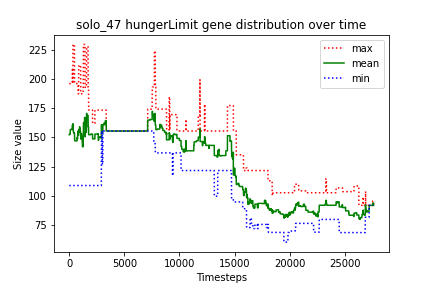 solo_47 hungerLimit gene distribution over time
Size value
225
200
175
150
125
100
75
max
mean
min
0
5000
10000
15000
20000
25000
Timesteps